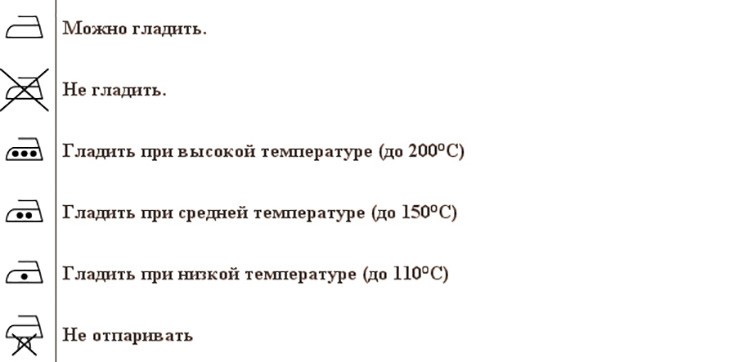 Можно гладить.
Не гладить.
Гладить при высокой температуре (до 200°C)
Гладить при средней температуре (до 150°C)
Гладить при низкой температуре (до 110°C)
Не отпаривать